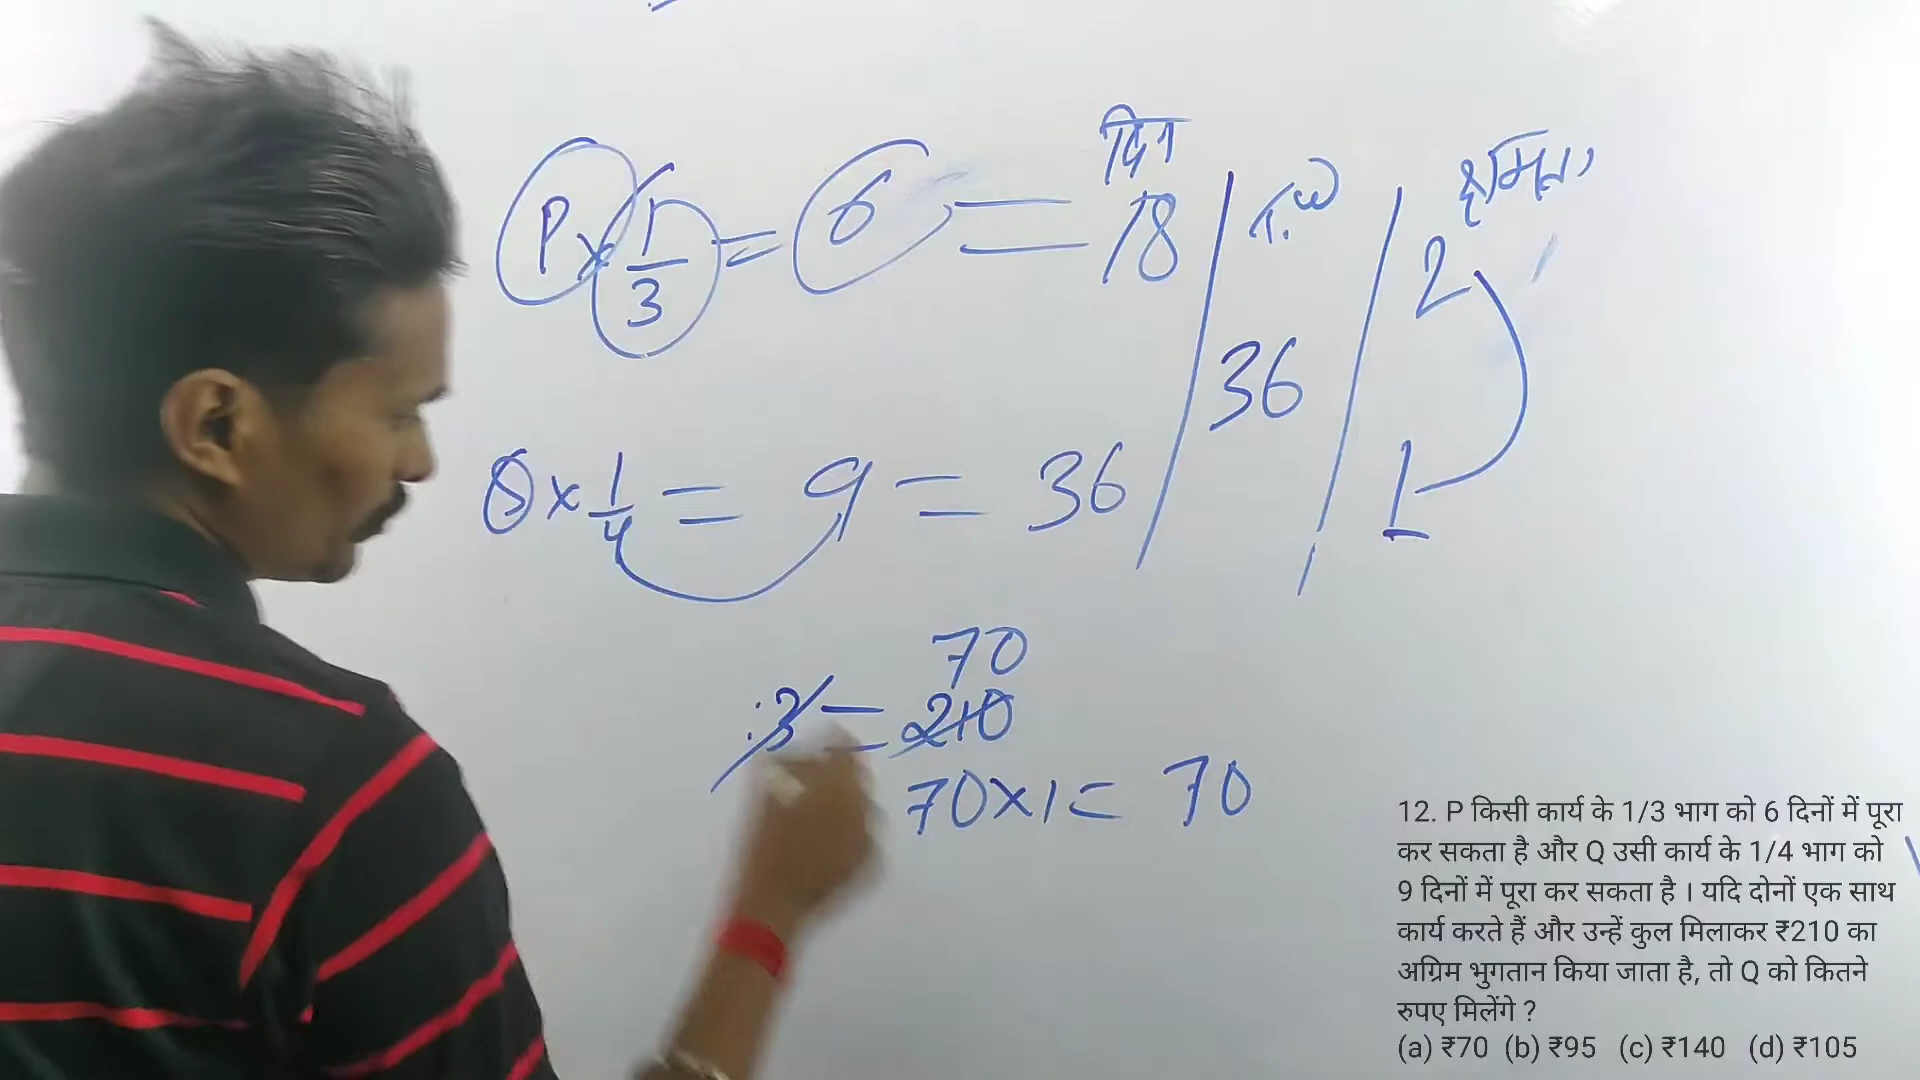 दिन क्षमता
P × 1/3 = 6 = 18 2
36
Q × 1/4 = 9 = 36 1
70
3 = 210
70×1 = 70
12. P किसी कार्य के 1/3 भाग को 6 दिनों में पूरा
कर सकता है और Q उसी कार्य के 1/4 भाग को
9 दिनों में पूरा कर सकता है । यदि दोनों एक साथ
कार्य करते हैं और उन्हें कुल मिलाकर ₹210 का
अग्रिम भुगतान किया जाता है, तो Q को कितने
रुपए मिलेंगे ?
(a) ₹70 (b) ₹95 (c) ₹140 (d) ₹105